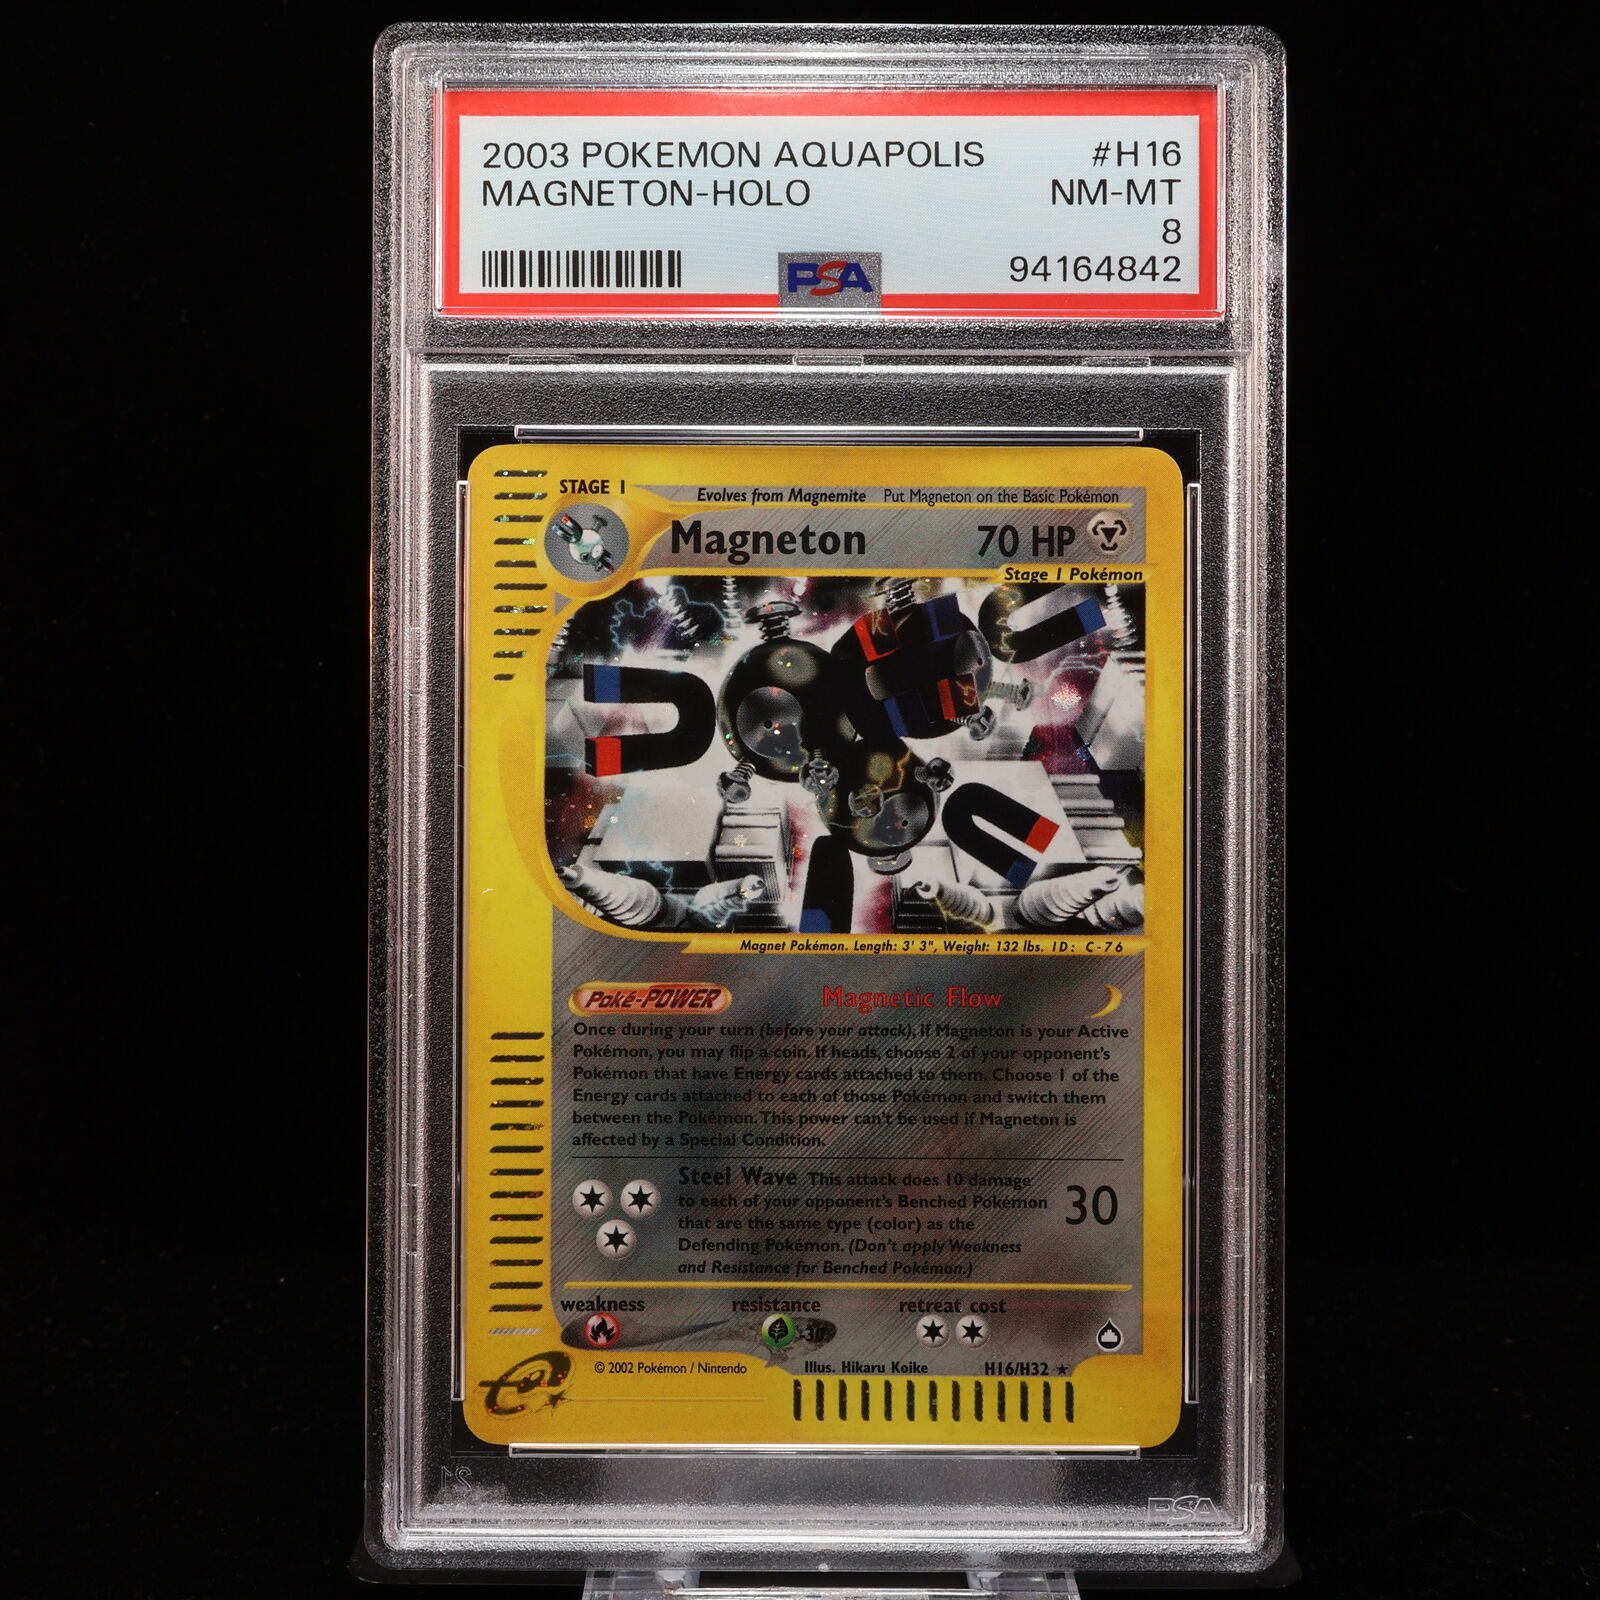 2003 POKEMON AQUAPOLIS #H16
MAGNETON-HOLO NM-MT
8
94164842
PSA
STAGE 1
Evolves from Magnemite Put Magneton on the Basic Pokémon
Magneton 70 HP
Stage 1 Pokémon
Magnet Pokémon. Length: 3' 3", Weight: 132 lbs. ID: C-76
Poké-POWER Magnetic Flow
Once during your turn (before your attack), if Magneton is your Active
Pokémon, you may flip a coin. If heads, choose 2 of your opponent's
Pokémon that have Energy cards attached to them. Choose 1 of the
Energy cards attached to each of those Pokémon and switch them
between the Pokémon. This power can't be used if Magneton is
affected by a Special Condition.
Steel Wave This attack does 10 damage
to each of your opponent's Benched Pokémon 30
that are the same type (color) as the
Defending Pokémon. (Don't apply Weakness
and Resistance for Benched Pokémon.)
weakness resistance retreat cost
-30
© 2002 Pokémon / Nintendo Illus. Hikaru Koike H16/H32 ★
PSA